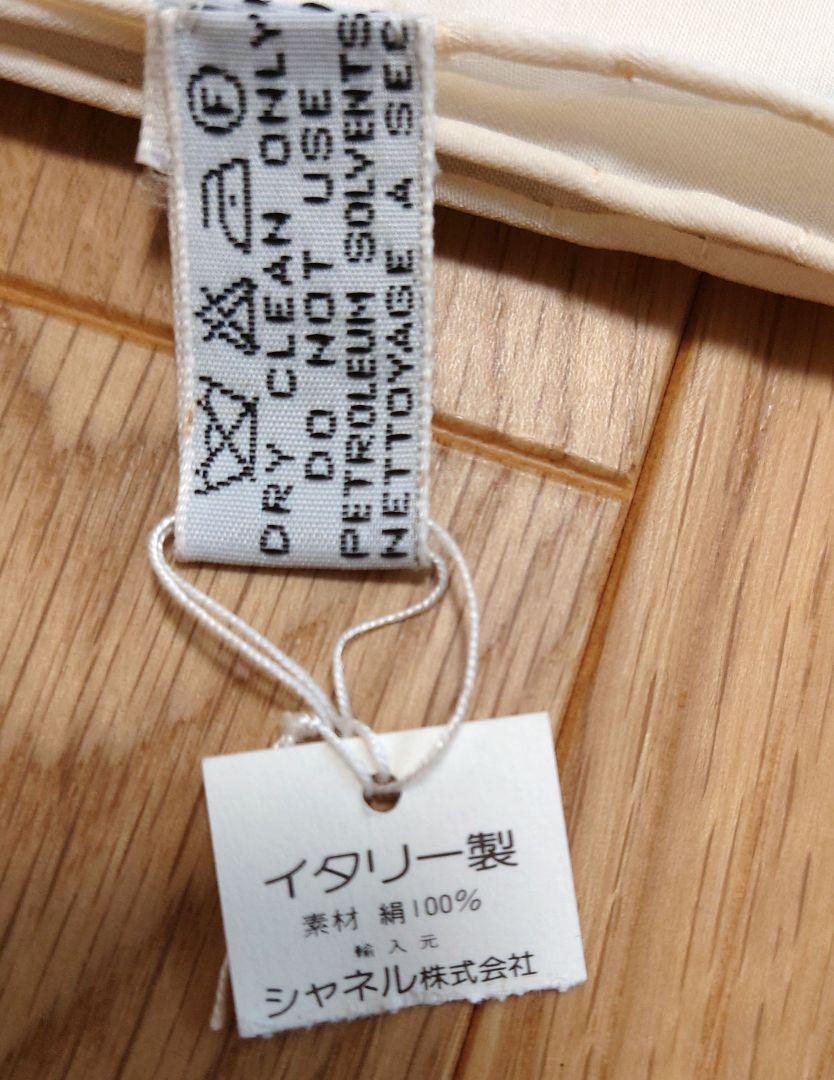 Ⓕ
DRY CLEAN ONLY
DO NOT USE
PETROLEUM SOLVENTS
NETTOYAGE A SEC
イタリー製
素材 絹100%
輸入元
シャネル株式会社